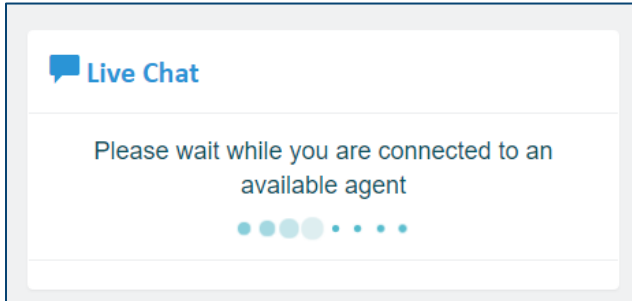 Live Chat
Please wait while you are connected to an
available agent